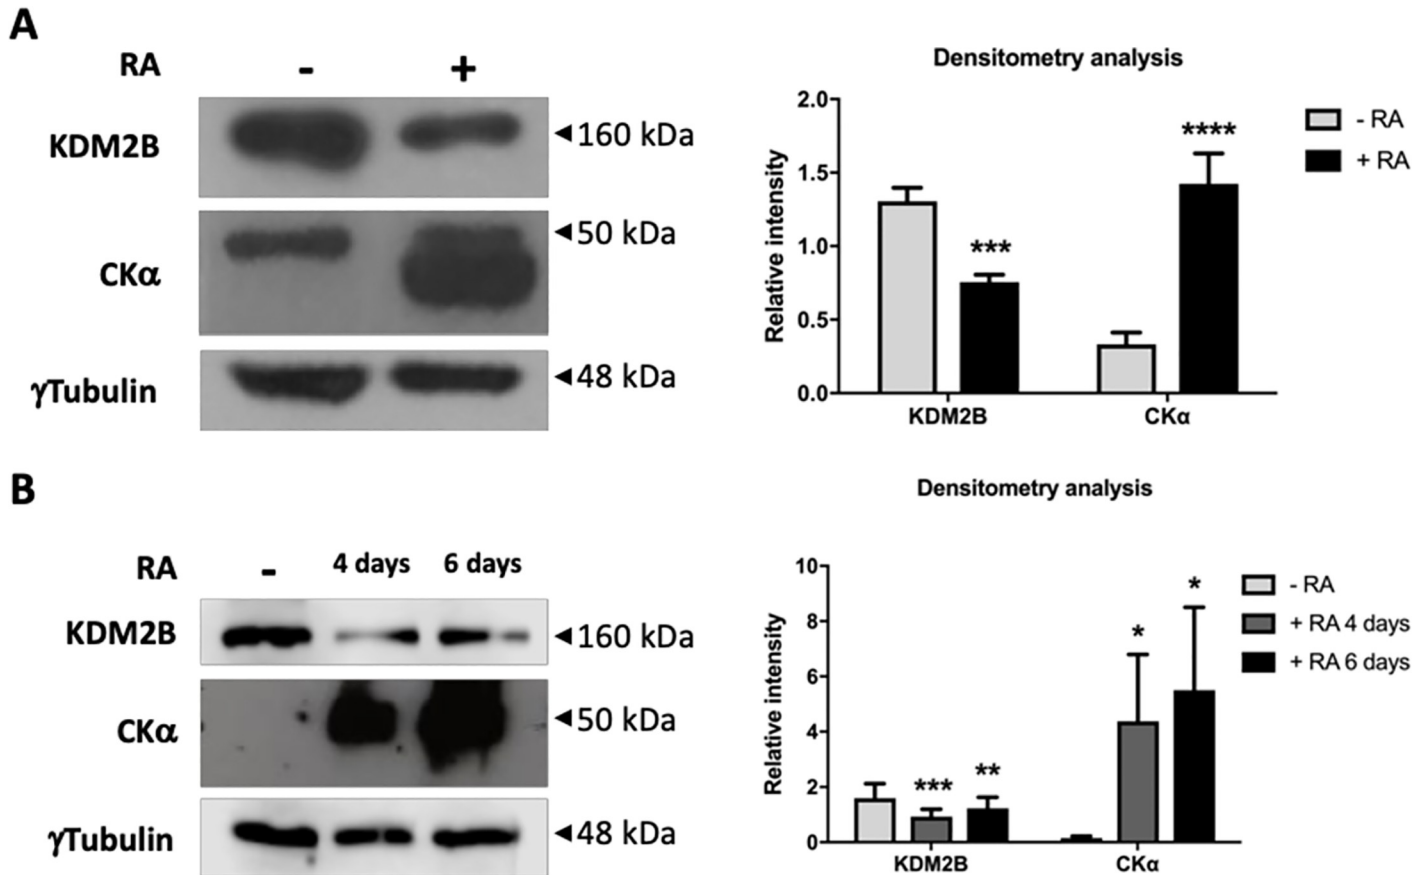 A
RA - +
KDM2B ◄160 kDa
CKα ◄50 kDa
γTubulin ◄48 kDa
Densitometry analysis
Relative intensity
2.0
1.5
1.0
0.5
0.0
*** ****
KDM2B CKα
- RA
+ RA
B
RA - 4 days 6 days
KDM2B ◄160 kDa
CKα ◄50 kDa
γTubulin ◄48 kDa
Densitometry analysis
Relative intensity
10
8
6
4
2
0
*** ** * *
KDM2B CKα
- RA
+ RA 4 days
+ RA 6 days